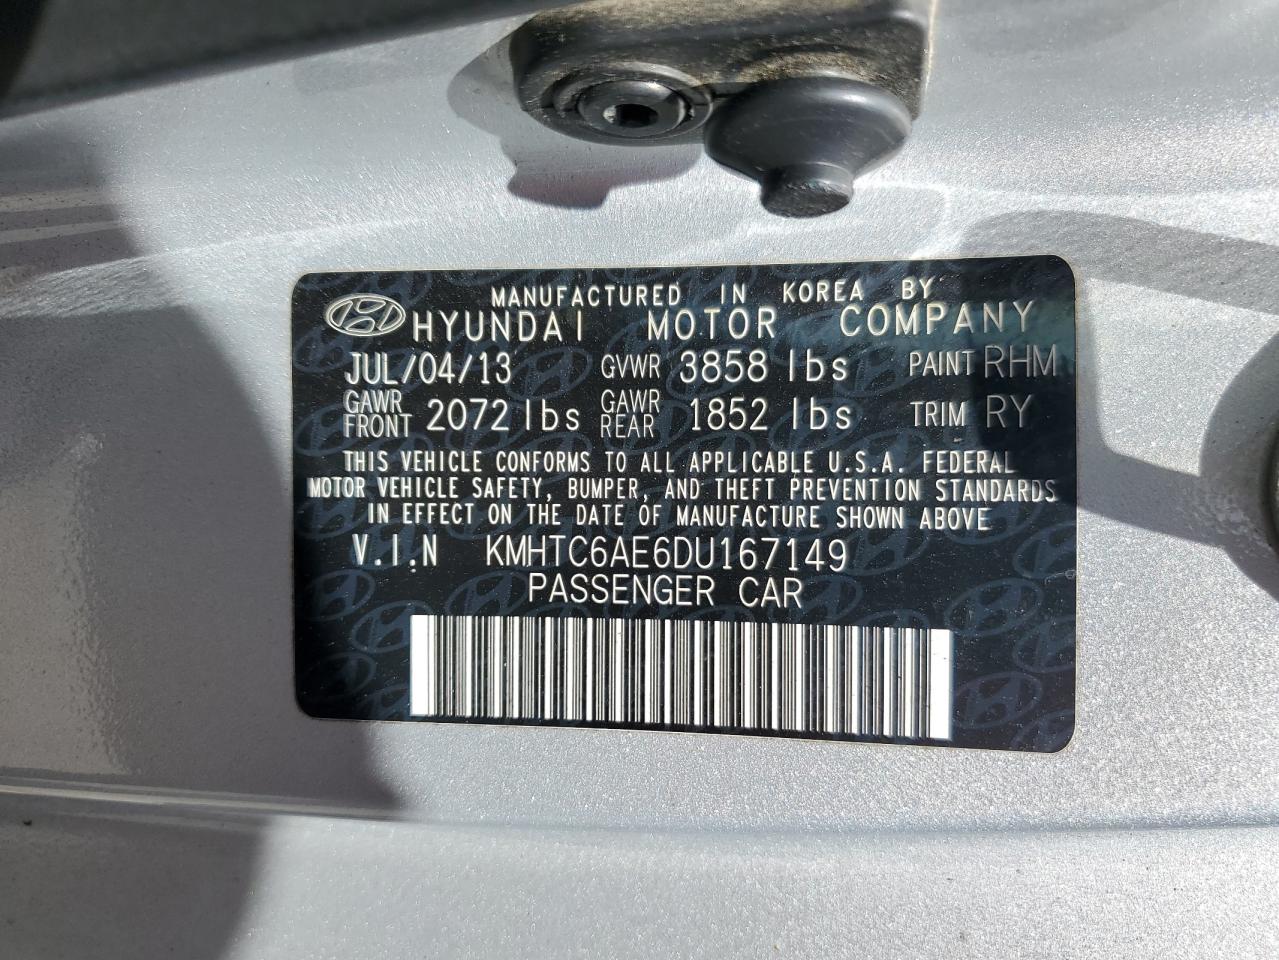 MANUFACTURED IN KOREA BY
HYUNDAI MOTOR COMPANY
JUL/04/13 GVWR 3858 lbs PAINT RHM
GAWR FRONT 2072 lbs GAWR REAR 1852 lbs TRIM RY
THIS VEHICLE CONFORMS TO ALL APPLICABLE U.S.A. FEDERAL
MOTOR VEHICLE SAFETY, BUMPER, AND THEFT PREVENTION STANDARDS
IN EFFECT ON THE DATE OF MANUFACTURE SHOWN ABOVE
V.I.N KMHTC6AE6DU167149
PASSENGER CAR